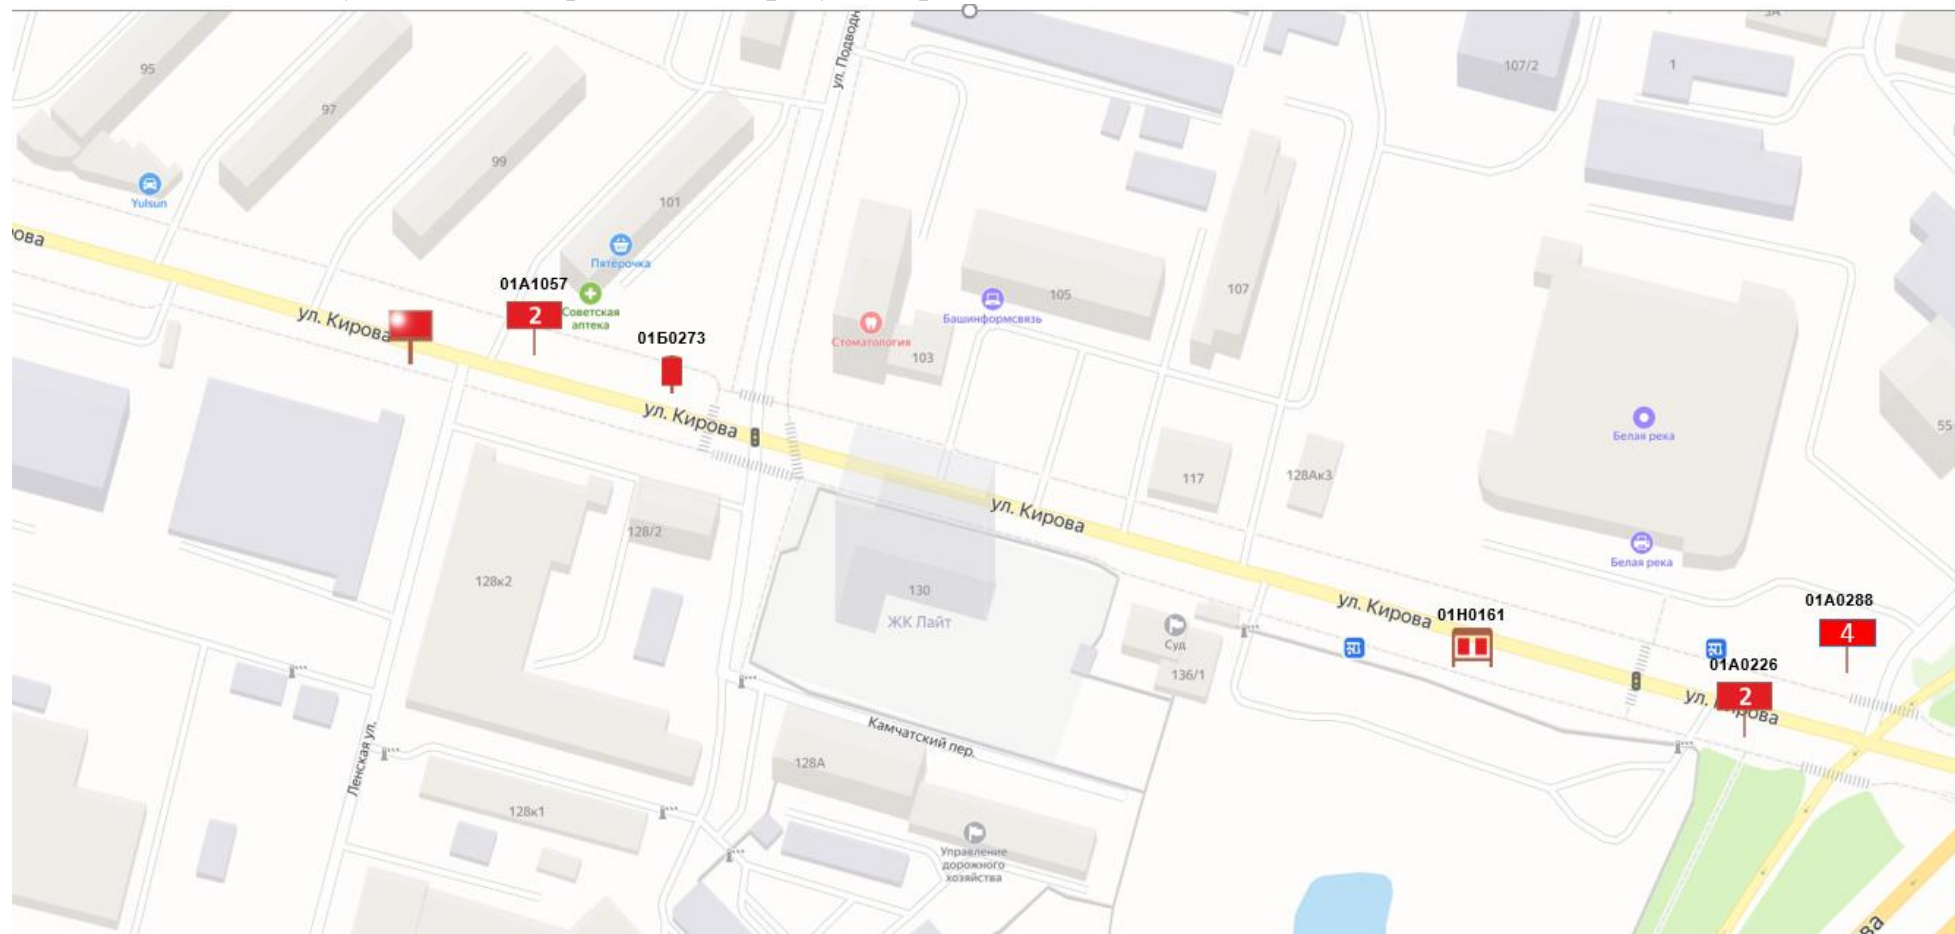 ул. Подводн
3А
95
107/2
1
97
99
101
Yulsun
ова
Пятёрочка
01А1057
2
Советская
аптека
ул. Кирова
01Б0273
107
105
Башинформсвязь
Стоматология
103
ул. Кирова
Белая река
55
117
128Ак3
ул. Кирова
128/2
128к2
Белая река
130
ЖК Лайт
Суд
136/1
ул. Кирова
01Н0161
01А0288
4
01А0226
2
ул. Кирова
Камчатский пер.
Ленская ул.
128А
128к1
Управление
дорожного
хозяйства
ва